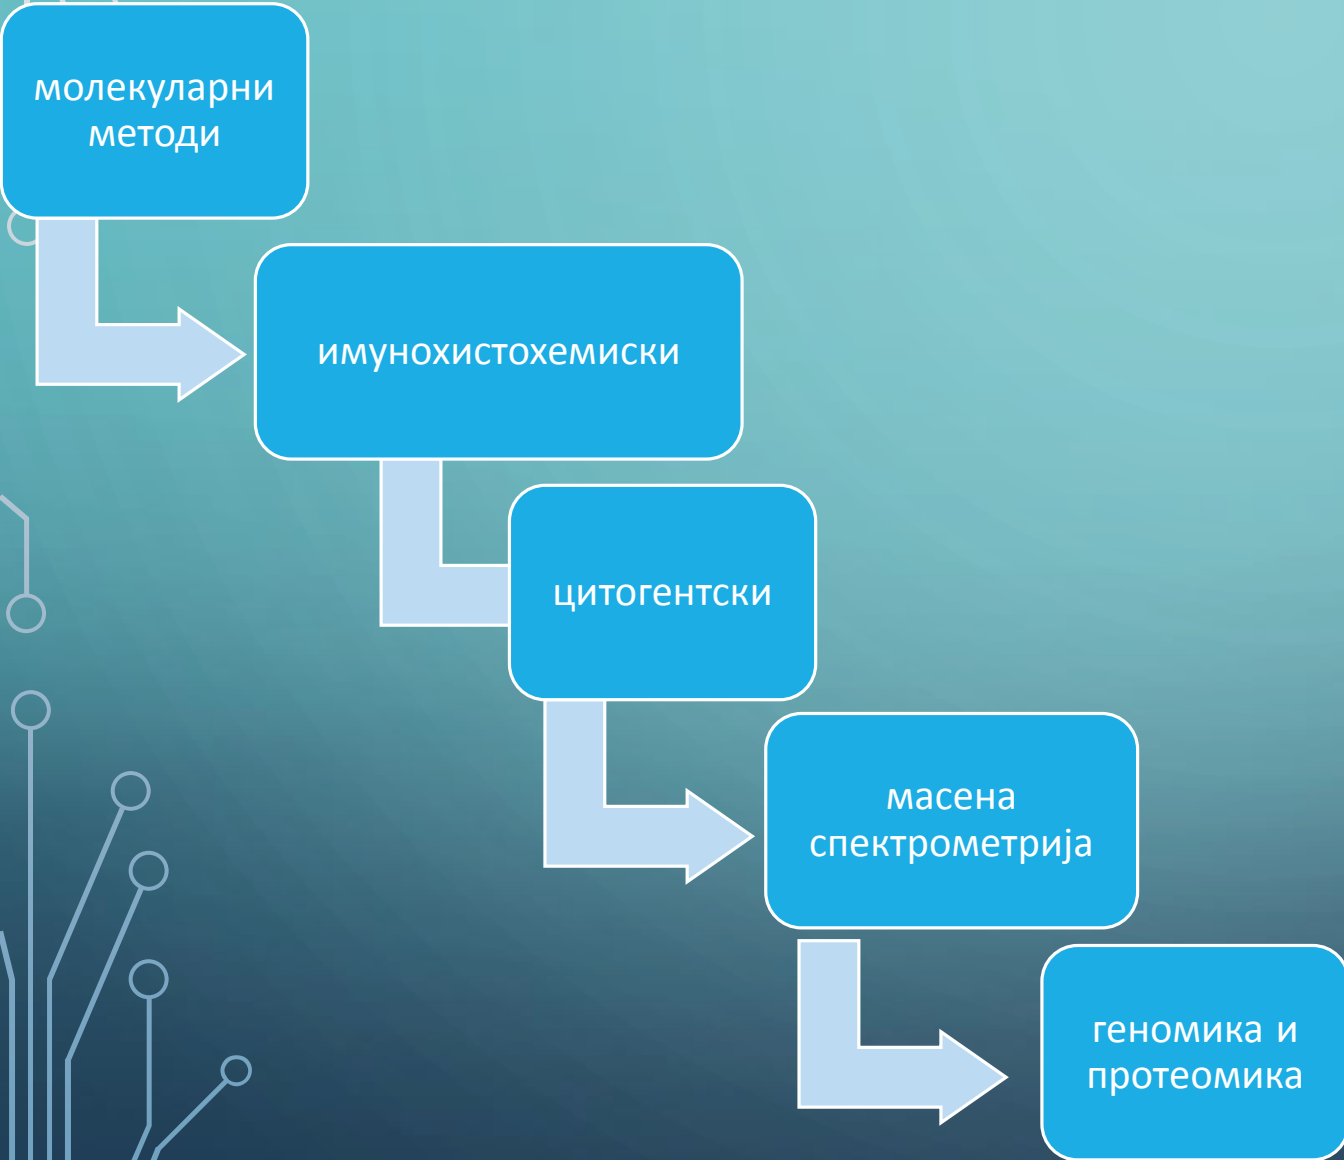 молекуларни
методи
имунохистохемиски
цитогентски
масена
спектрометрија
геномика и
протеомика